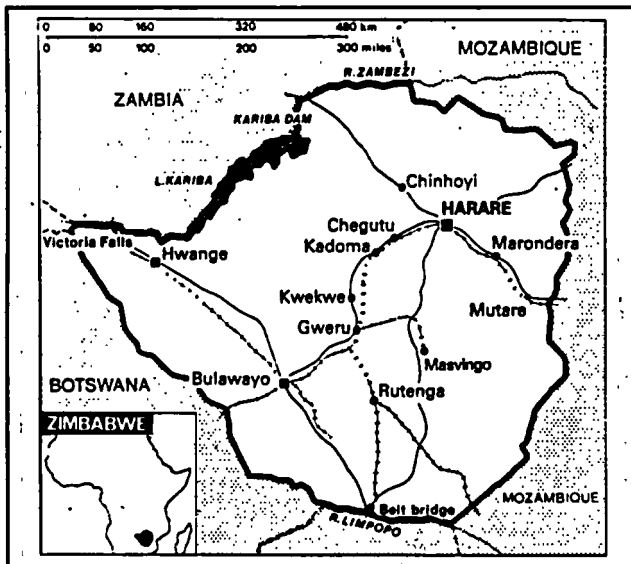 0 80 160 320 480 km
0 50 100 200 300 miles
MOZAMBIQUE
R.ZAMBEZI
ZAMBIA
KARIBA DAM
L.KARIBA
Chinhoyi
HARARE
Chegutu
Kadoma
Marondera
Victoria Falls
Hwange
Kwekwe
Mutare
Gweru
Masvingo
BOTSWANA
Bulawayo
Rutenga
ZIMBABWE
Beit bridge
MOZAMBIQUE
R.LIMPOPO